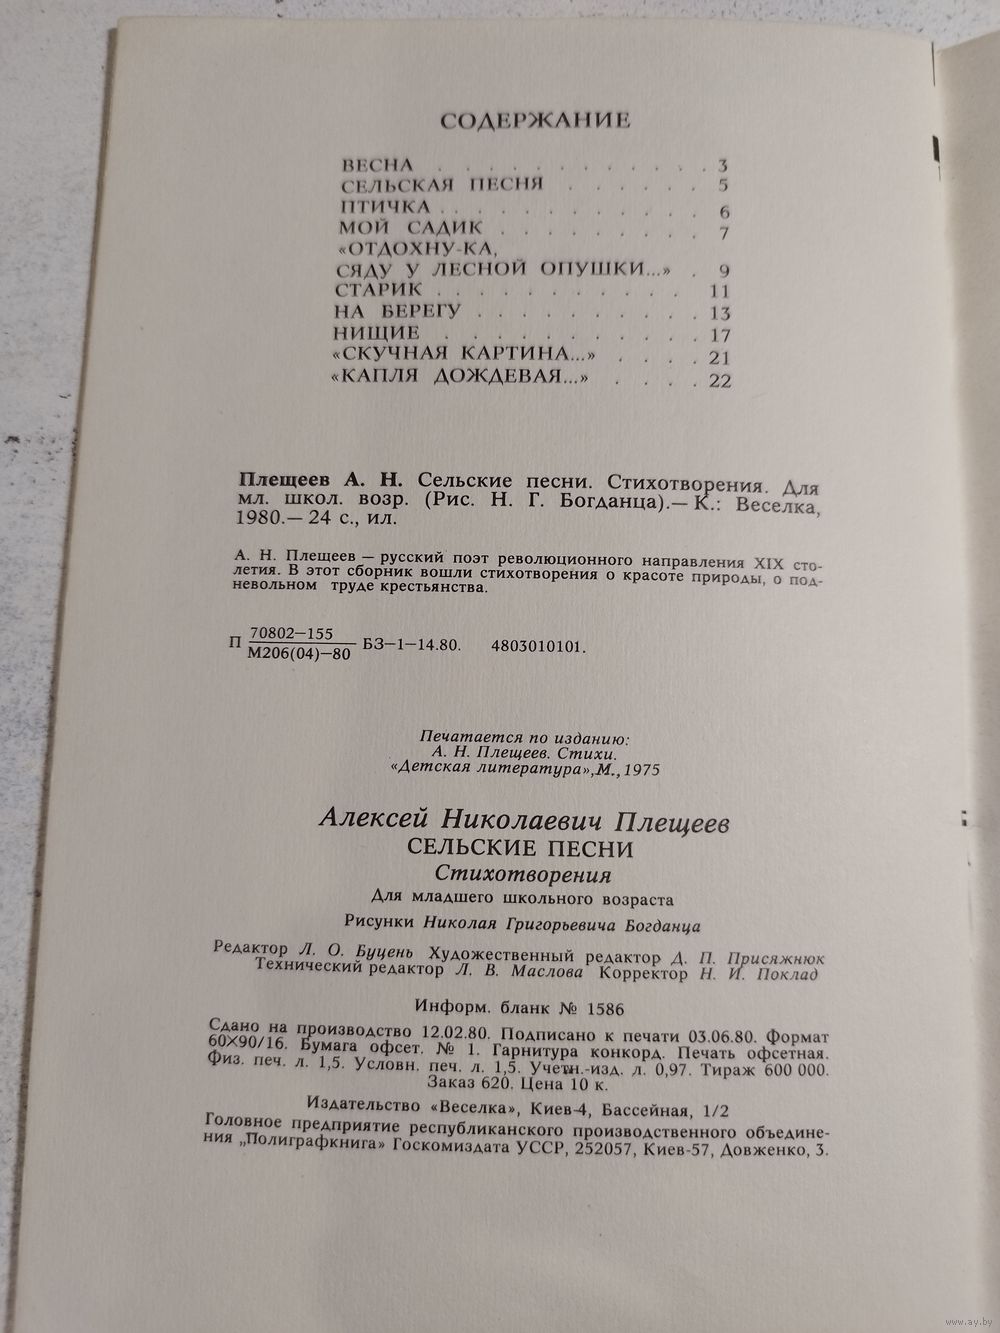 СОДЕРЖАНИЕ
ВЕСНА . . . . . . . . . . . . 3
СЕЛЬСКАЯ ПЕСНЯ . . . . . . 5
ПТИЧКА . . . . . . . . . . . 6
МОЙ САДИК . . . . . . . . . 7
«ОТДОХНУ-КА,
СЯДУ У ЛЕСНОЙ ОПУШКИ...» . 9
СТАРИК . . . . . . . . . . . 11
НА БЕРЕГУ . . . . . . . . . . 13
НИЩИЕ . . . . . . . . . . . 17
«СКУЧНАЯ КАРТИНА...» . . . . 21
«КАПЛЯ ДОЖДЕВАЯ...» . . . . 22
Плещеев А. Н. Сельские песни. Стихотворения. Для
мл. школ. возр. (Рис. Н. Г. Богданца).— К.: Веселка,
1980.— 24 с., ил.
А. Н. Плещеев — русский поэт революционного направления XIX сто-
летия. В этот сборник вошли стихотворения о красоте природы, о под-
невольном труде крестьянства.
70802—155
П ――― БЗ—1—14.80. 4803010101.
М206(04)—80
Печатается по изданию:
А. Н. Плещеев. Стихи.
«Детская литература»,М.,1975
Алексей Николаевич Плещеев
СЕЛЬСКИЕ ПЕСНИ
Стихотворения
Для младшего школьного возраста
Рисунки Николая Григорьевича Богданца
Редактор Л. О. Буцень Художественный редактор Д. П. Присяжнюк
Технический редактор Л. В. Маслова Корректор Н. И. Поклад
Информ. бланк № 1586
Сдано на производство 12.02.80. Подписано к печати 03.06.80. Формат
60×90/16. Бумага офсет. № 1. Гарнитура конкорд. Печать офсетная.
Физ. печ. л. 1,5. Условн. печ. л. 1,5. Учетн.-изд. л. 0,97. Тираж 600 000.
Заказ 620. Цена 10 к.
Издательство «Веселка», Киев-4, Бассейная, 1/2
Головное предприятие республиканского производственного объедине-
ния „Полиграфкнига» Госкомиздата УССР, 252057, Киев-57, Довженко, 3.
www.ay.by